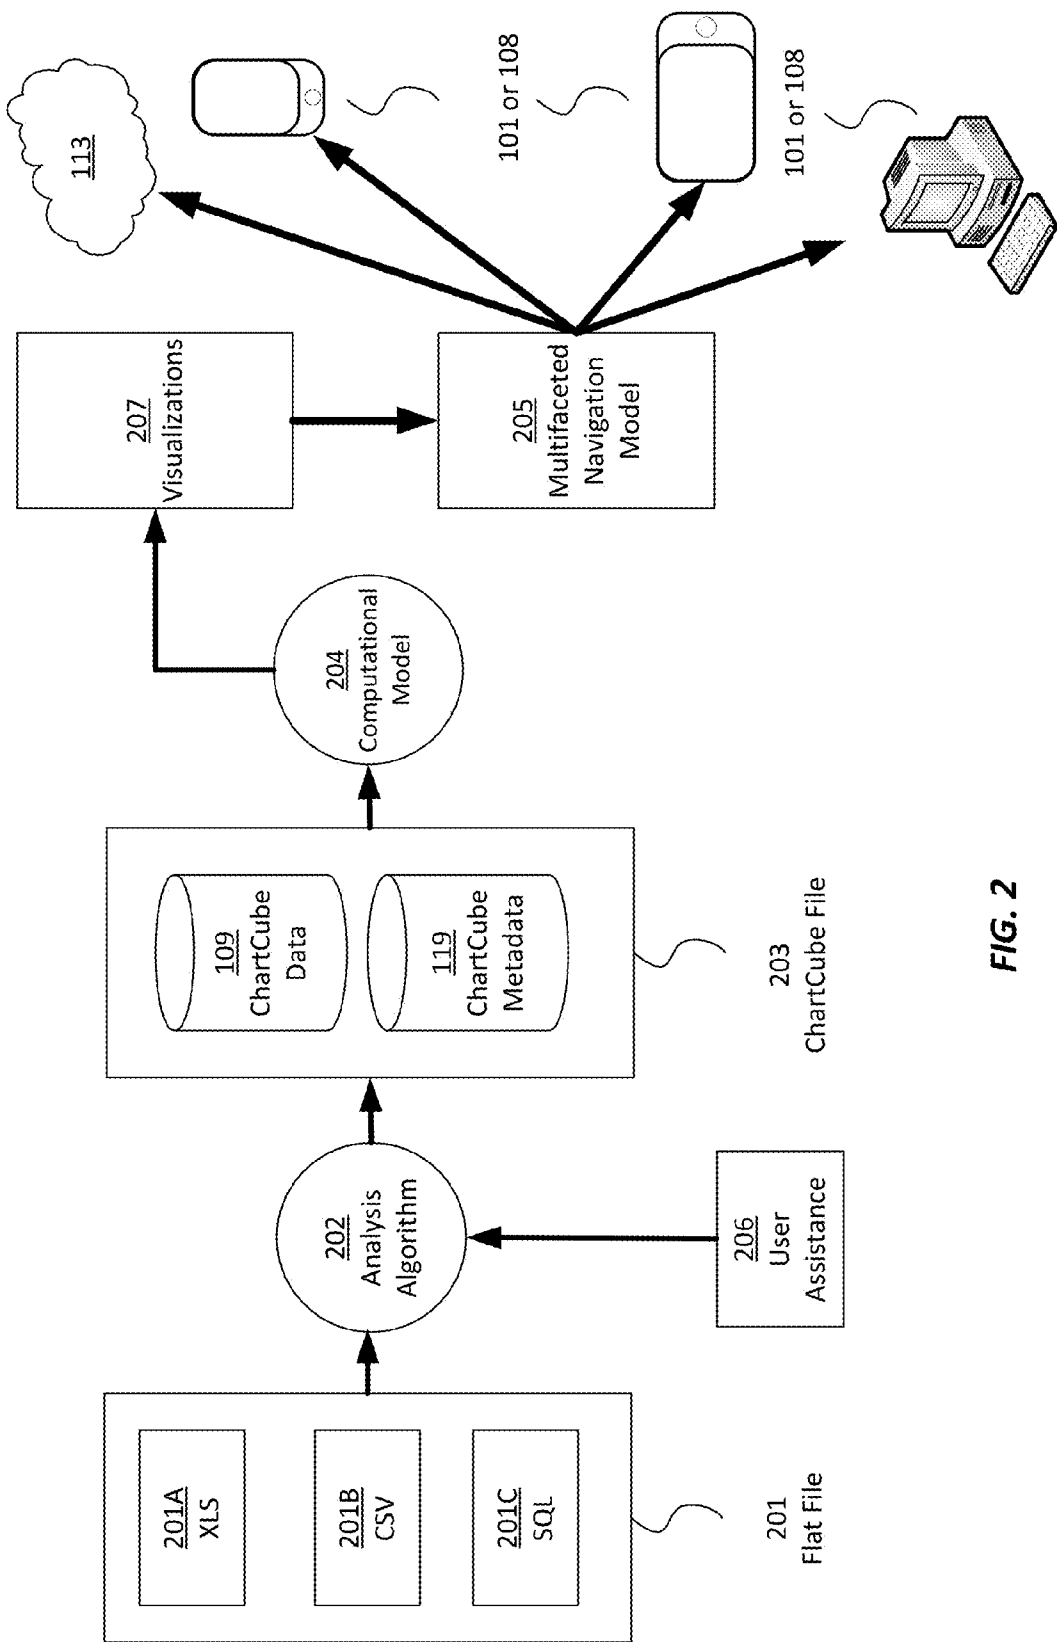 201A
XLS
201B
CSV
201C
SQL
201
Flat File
202
Analysis
Algorithm
206
User
Assistance
109
ChartCube
Data
119
ChartCube
Metadata
203
ChartCube File
204
Computational
Model
207
Visualizations
205
Multifaceted
Navigation
Model
113
101 or 108
101 or 108
FIG. 2